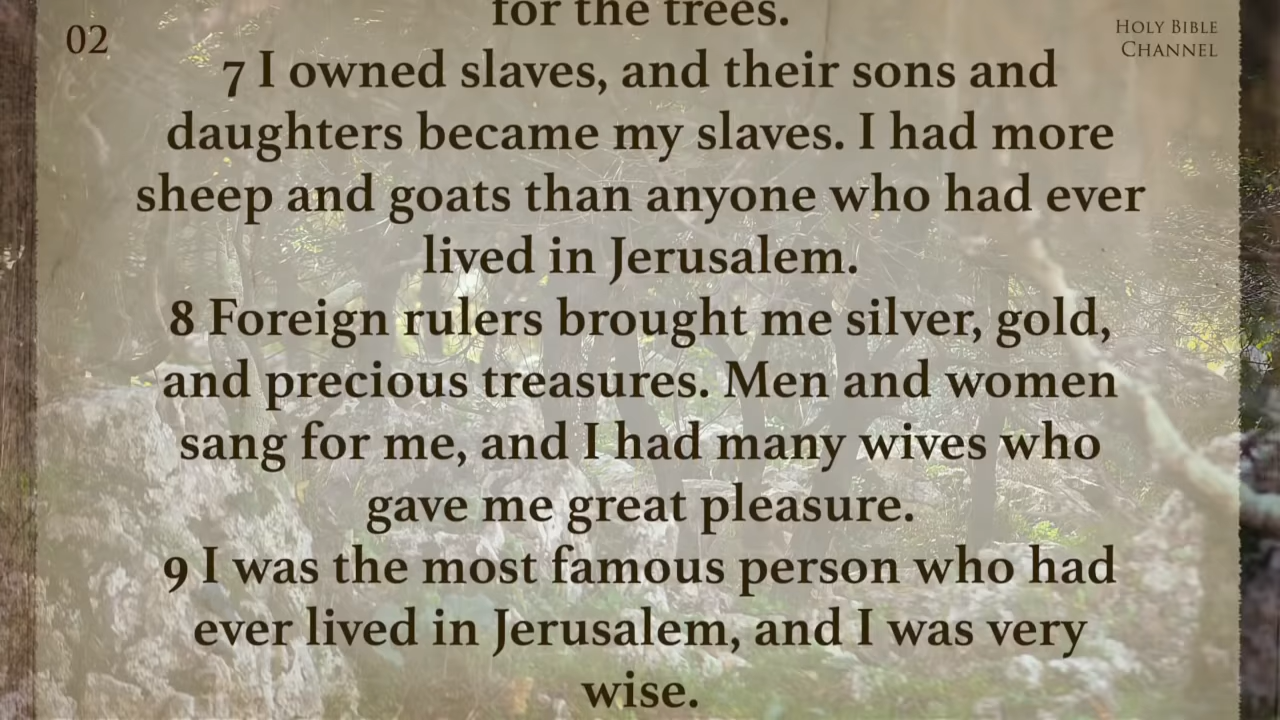 for the trees.
02
HOLY BIBLE
CHANNEL
7 I owned slaves, and their sons and
daughters became my slaves. I had more
sheep and goats than anyone who had ever
lived in Jerusalem.
8 Foreign rulers brought me silver, gold,
and precious treasures. Men and women
sang for me, and I had many wives who
gave me great pleasure.
9 I was the most famous person who had
ever lived in Jerusalem, and I was very
wise.